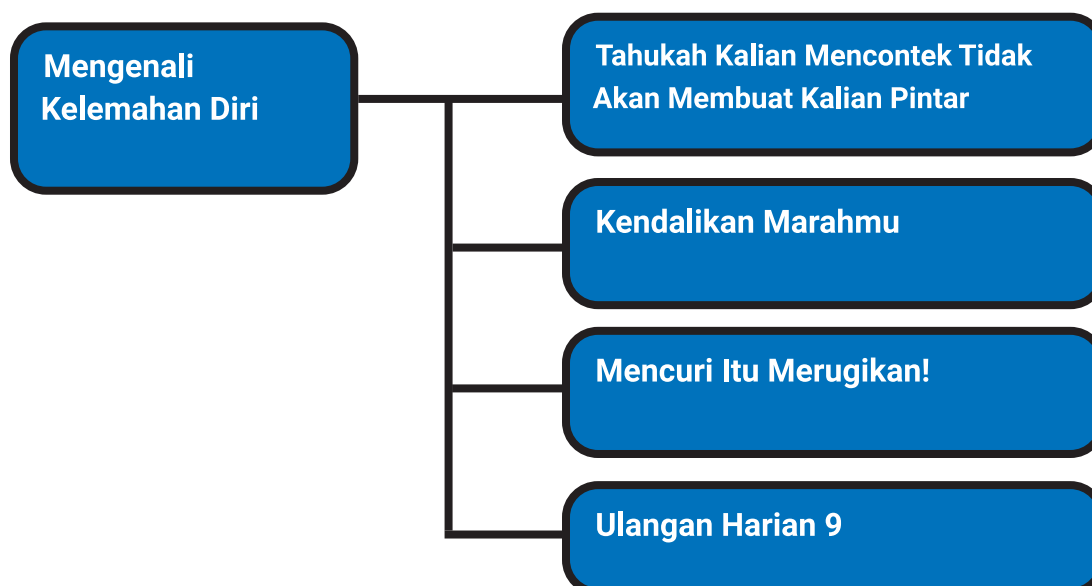 Mengenali
Kelemahan Diri
Tahukah Kalian Mencontek Tidak
Akan Membuat Kalian Pintar
Kendalikan Marahmu
Mencuri Itu Merugikan!
Ulangan Harian 9